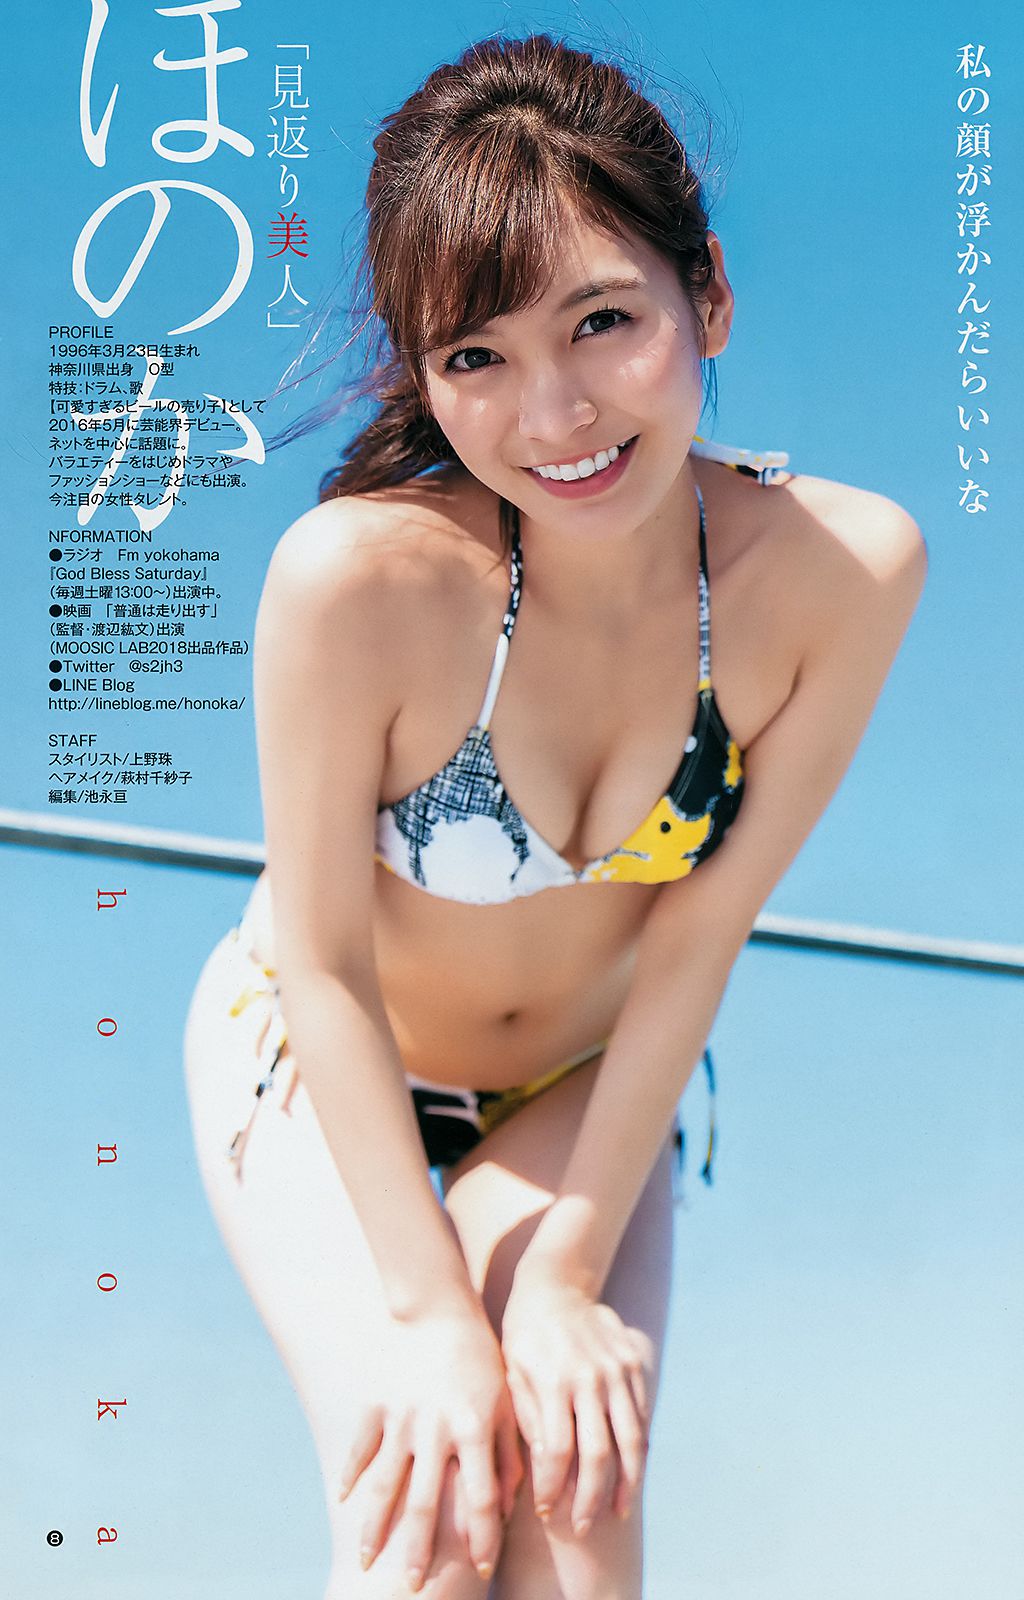 私の顔が浮かんだらいいな
「見返り美人」
ほのか
PROFILE
1996年3月23日生まれ
神奈川県出身　O型
特技：ドラム、歌
【可愛すぎるビールの売り子】として
2016年5月に芸能界デビュー。
ネットを中心に話題に。
バラエティーをはじめドラマや
ファッションショーなどにも出演。
今注目の女性タレント。
NFORMATION
●ラジオ　Fm yokohama
『God Bless Saturday』
（毎週土曜13:00〜）出演中。
●映画　「普通は走り出す」
（監督・渡辺紘文）出演
（MOOSIC LAB2018出品作品）
●Twitter　@s2jh3
●LINE Blog
http://lineblog.me/honoka/
STAFF
スタイリスト/上野珠
ヘアメイク/萩村千紗子
編集/池永亘
honoka
8